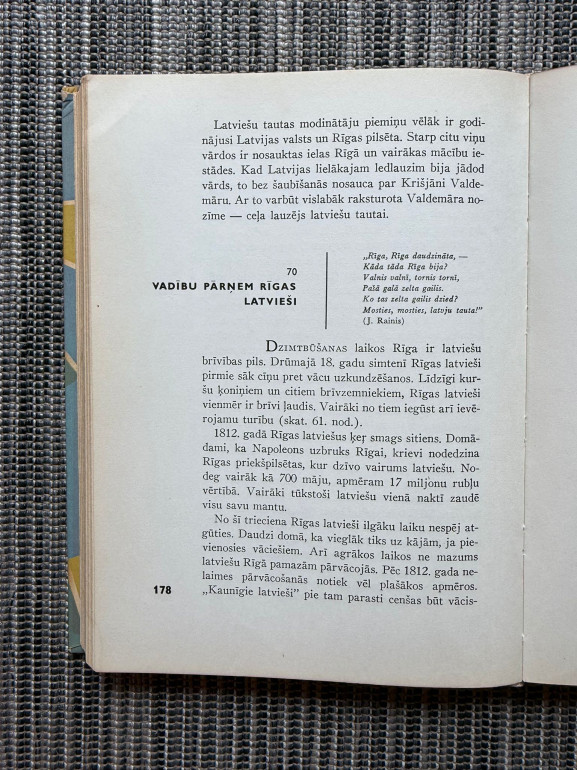 Latviešu tautas modinātāju piemiņu vēlāk ir godi-
nājusi Latvijas valsts un Rīgas pilsēta. Starp citu viņu
vārdos ir nosauktas ielas Rīgā un vairākas mācību ie-
stādes. Kad Latvijas lielākajam ledlauzim bija jādod
vārds, to bez šaubīšanās nosauca par Krišjāni Valde-
māru. Ar to varbūt vislabāk raksturota Valdemāra no-
zīme — ceļa lauzējs latviešu tautai.
70
VADĪBU PĀRŅEM RĪGAS
LATVIEŠI
„Rīga, Rīga daudzināta, —
Kāda tāda Rīga bija?
Valnis valnī, tornis tornī,
Pašā galā zelta gailis.
Ko tas zelta gailis dzied?
Mosties, mosties, latvju tauta!"
(J. Rainis)
DZIMTBŪŠANAS laikos Rīga ir latviešu
brīvības pils. Drūmajā 18. gadu simtenī Rīgas latvieši
pirmie sāk cīņu pret vācu uzkundzēšanos. Līdzīgi kur-
šu ķoniņiem un citiem brīvzemniekiem, Rīgas latvieši
vienmēr ir brīvi ļaudis. Vairāki no tiem iegūst arī ievē-
rojamu turību (skat. 61. nod.).
1812. gadā Rīgas latviešus ķer smags sitiens. Domā-
dami, ka Napoleons uzbruks Rīgai, krievi nodedzina
Rīgas priekšpilsētas, kur dzīvo vairums latviešu. No-
deg vairāk kā 700 māju, apmēram 17 miljonu rubļu
vērtībā. Vairāki tūkstoši latviešu vienā naktī zaudē
visu savu mantu.
No šī trieciena Rīgas latvieši ilgāku laiku nespēj at-
gūties. Daudzi domā, ka vieglāk tiks uz kājām, ja pie-
vienosies vāciešiem. Arī agrākos laikos ne mazums
latviešu Rīgā pamazām pārvācojās. Pēc 1812. gada ne-
laimes pārvācošanās notiek vēl plašākos apmēros.
„Kaunīgie latvieši" pie tam parasti cenšas būt vācis-
178